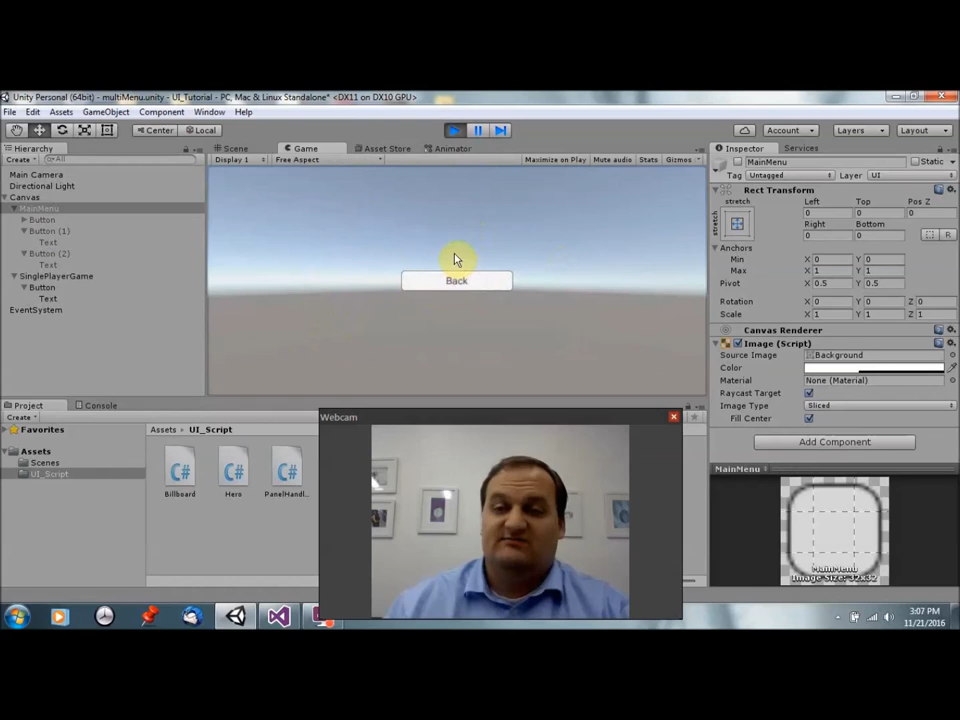 Unity Personal (64bit) - multiMenu.unity - UI_Tutorial - PC, Mac & Linux Standalone* <DX11 on DX10 GPU>
File Edit Assets GameObject Component Window Help
Center Local Account Layers Layout
Hierarchy
Create All
Main Camera
Directional Light
Canvas
MainMenu
Button
Button (1)
Text
Button (2)
Text
SinglePlayerGame
Button
Text
EventSystem
Scene Game Asset Store Animator
Display 1 Free Aspect Maximize on Play Mute audio Stats Gizmos
Back
Inspector Services
MainMenu Static
Tag Untagged Layer UI
Rect Transform
stretch Left Top Pos Z
stretch 0 0 0
Right Bottom
0 0 R
Anchors
Min X 0 Y 0
Max X 1 Y 1
Pivot X 0.5 Y 0.5
Rotation X 0 Y 0 Z 0
Scale X 1 Y 1 Z 1
Canvas Renderer
Image (Script)
Source Image Background
Color
Material None (Material)
Raycast Target
Image Type Sliced
Fill Center
Add Component
MainMenu
MainMenu
Image Size: 32x32
Project Console
Create
Favorites
Assets
Scenes
UI_Script
Assets UI_Script
C# C# C#
Billboard Hero PanelHandl...
Webcam
3:07 PM
11/21/2016